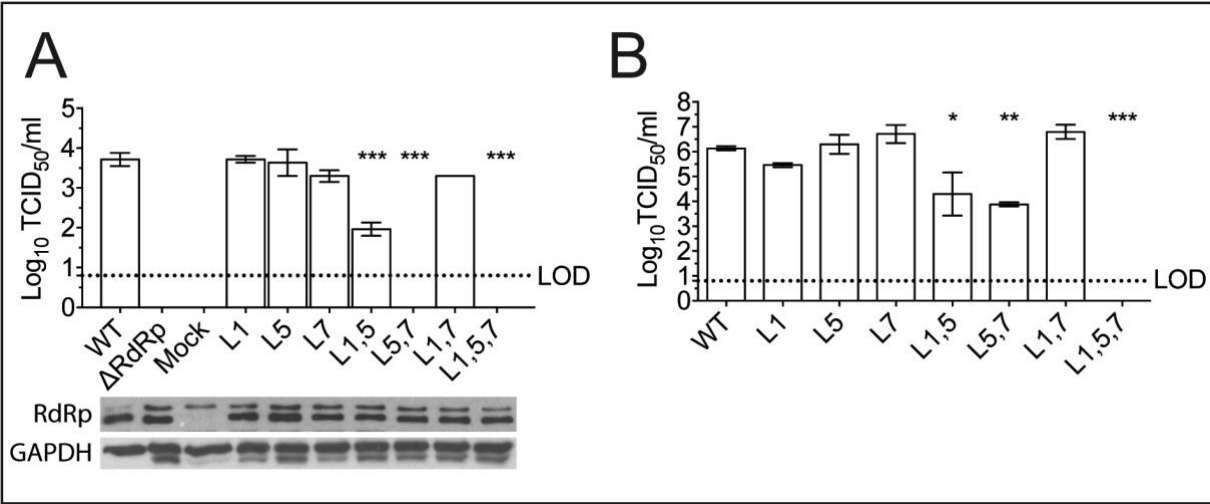 A
Log10 TCID50/ml
5
4
3
2
1
0
*** *** ***
LOD
WT ΔRdRp Mock L1 L5 L7 L1,5 L5,7 L1,7 L1,5,7
RdRp
GAPDH
B
Log10TCID50/ml
8
7
6
5
4
3
2
1
0
* ** ***
LOD
WT L1 L5 L7 L1,5 L5,7 L1,7 L1,5,7